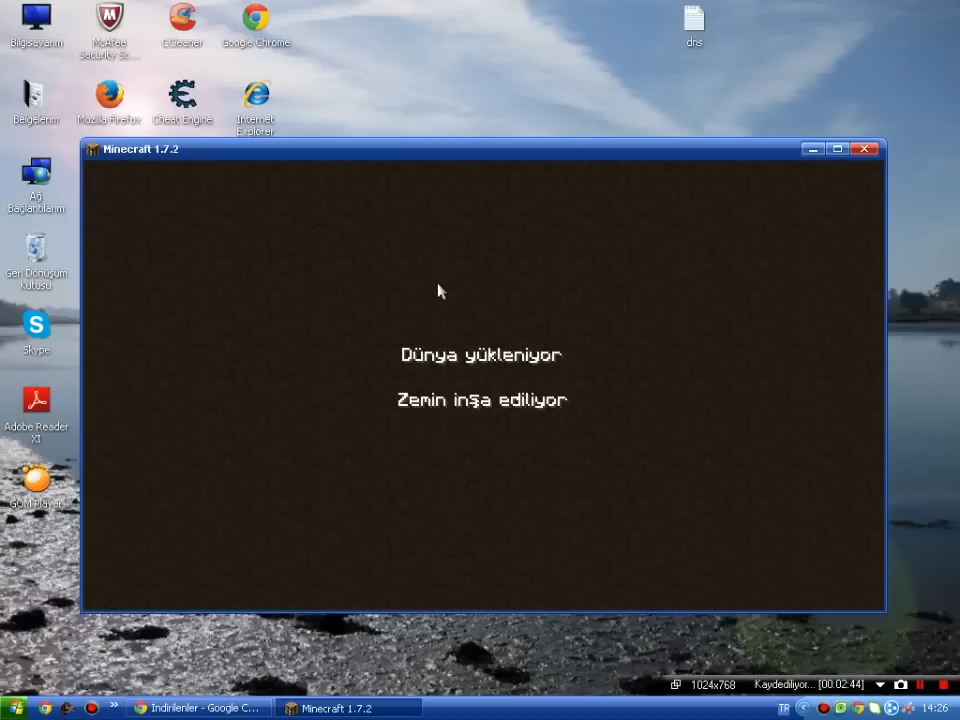 Bilgisayarım
McAfee
Security Sc...
CCleaner
Google Chrome
dns
Belgelerim
Mozilla Firefox
Cheat Engine
Internet
Explorer
Minecraft 1.7.2
Ağ
Bağlantılarım
Geri Dönüşüm
Kutusu
Skype
Adobe Reader
XI
GOM Player
Dünya yükleniyor
Zemin inşa ediliyor
1024x768 Kaydediliyor... [00:02:44]
İndirilenler - Google C...
Minecraft 1.7.2
TR
14:26